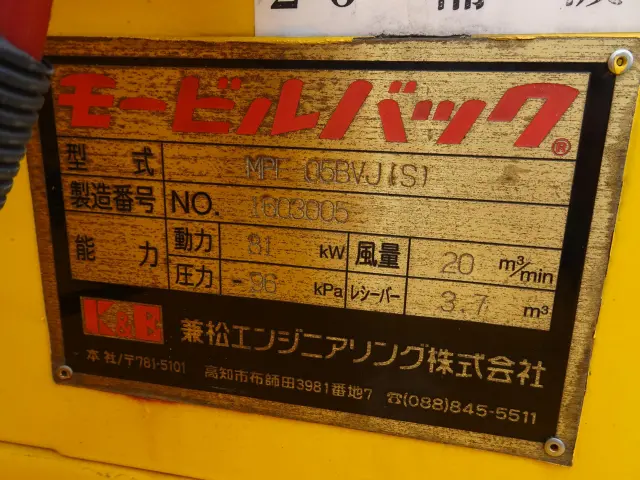 モービルバック®
型式 MPI 05BVJ(S)
製造番号 NO. 1603005
能力 動力 81 kW 風量 20 m³/min
圧力 -96 kPa レシーバー 3.7 m³
K&E 兼松エンジニアリング株式会社
本社/〒781-5101 高知市布師田3981番地7 ☎(088)845-5511